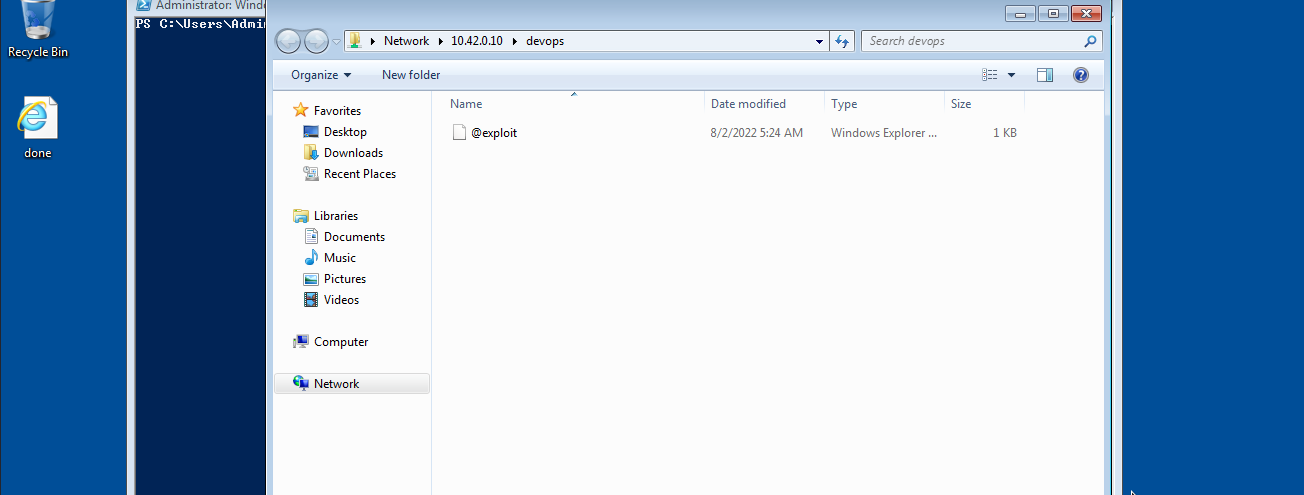 Administrator: Wind
PS C:\Users\Admi
Recycle Bin
done
Network 10.42.0.10 devops
Search devops
Organize New folder
Name Date modified Type Size
@exploit 8/2/2022 5:24 AM Windows Explorer ... 1 KB
Favorites
Desktop
Downloads
Recent Places
Libraries
Documents
Music
Pictures
Videos
Computer
Network